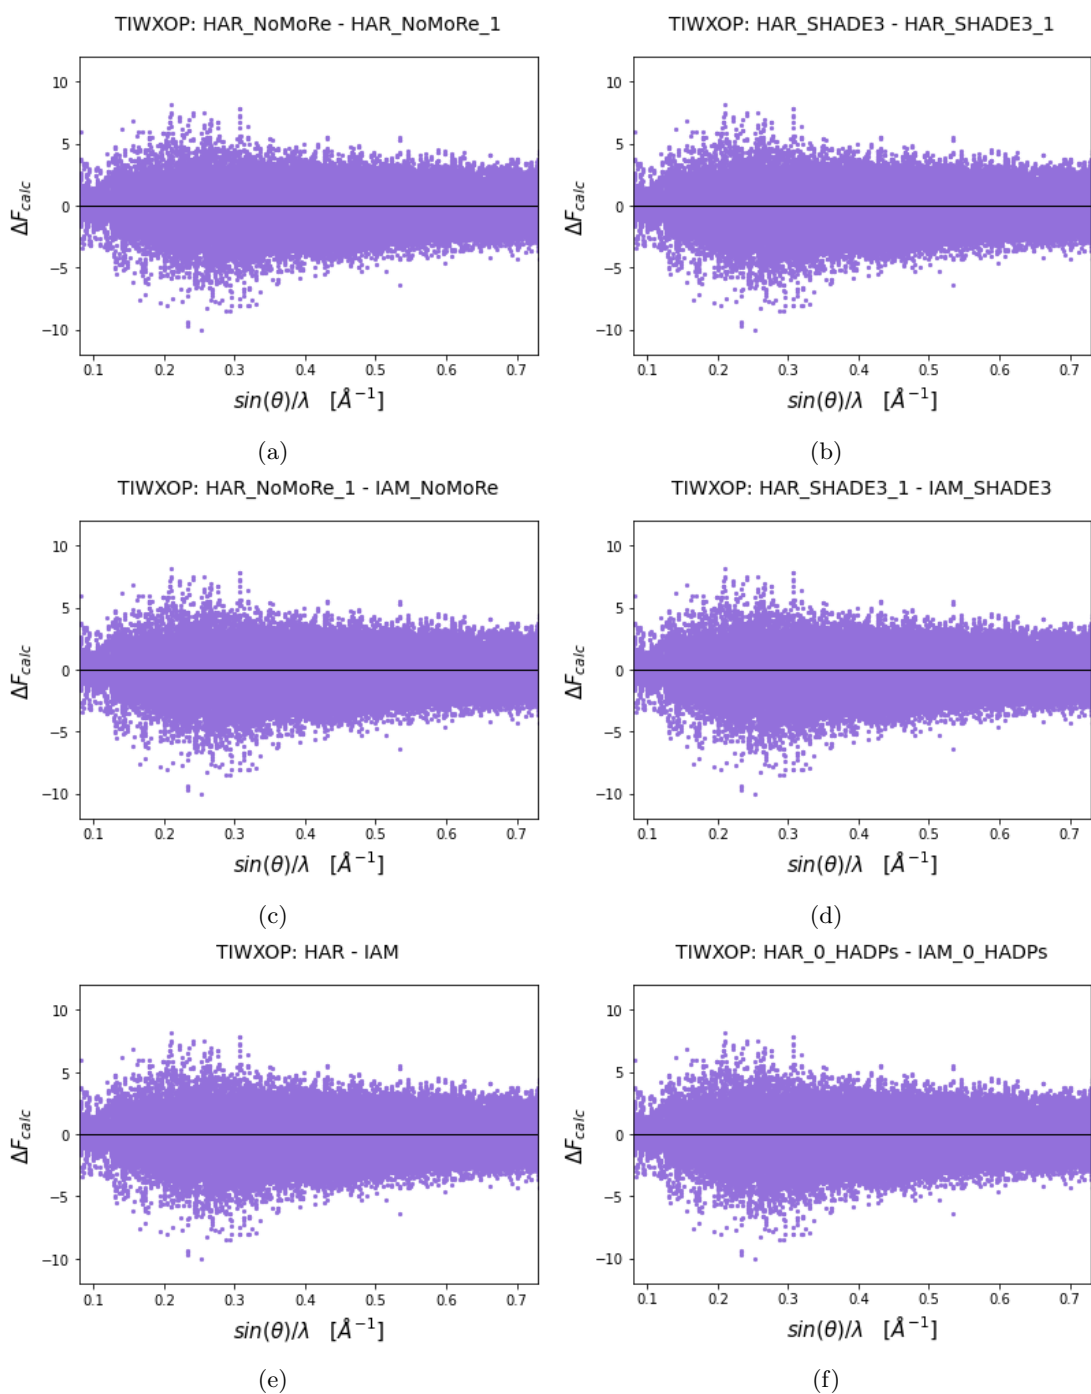 TIWXOP: HAR_NoMoRe - HAR_NoMoRe_1
10
5
0
−5
−10
ΔF_calc
0.1 0.2 0.3 0.4 0.5 0.6 0.7
sin(θ)/λ [Å⁻¹]
(a)
TIWXOP: HAR_SHADE3 - HAR_SHADE3_1
10
5
0
−5
−10
ΔF_calc
0.1 0.2 0.3 0.4 0.5 0.6 0.7
sin(θ)/λ [Å⁻¹]
(b)
TIWXOP: HAR_NoMoRe_1 - IAM_NoMoRe
10
5
0
−5
−10
ΔF_calc
0.1 0.2 0.3 0.4 0.5 0.6 0.7
sin(θ)/λ [Å⁻¹]
(c)
TIWXOP: HAR_SHADE3_1 - IAM_SHADE3
10
5
0
−5
−10
ΔF_calc
0.1 0.2 0.3 0.4 0.5 0.6 0.7
sin(θ)/λ [Å⁻¹]
(d)
TIWXOP: HAR - IAM
10
5
0
−5
−10
ΔF_calc
0.1 0.2 0.3 0.4 0.5 0.6 0.7
sin(θ)/λ [Å⁻¹]
(e)
TIWXOP: HAR_0_HADPs - IAM_0_HADPs
10
5
0
−5
−10
ΔF_calc
0.1 0.2 0.3 0.4 0.5 0.6 0.7
sin(θ)/λ [Å⁻¹]
(f)